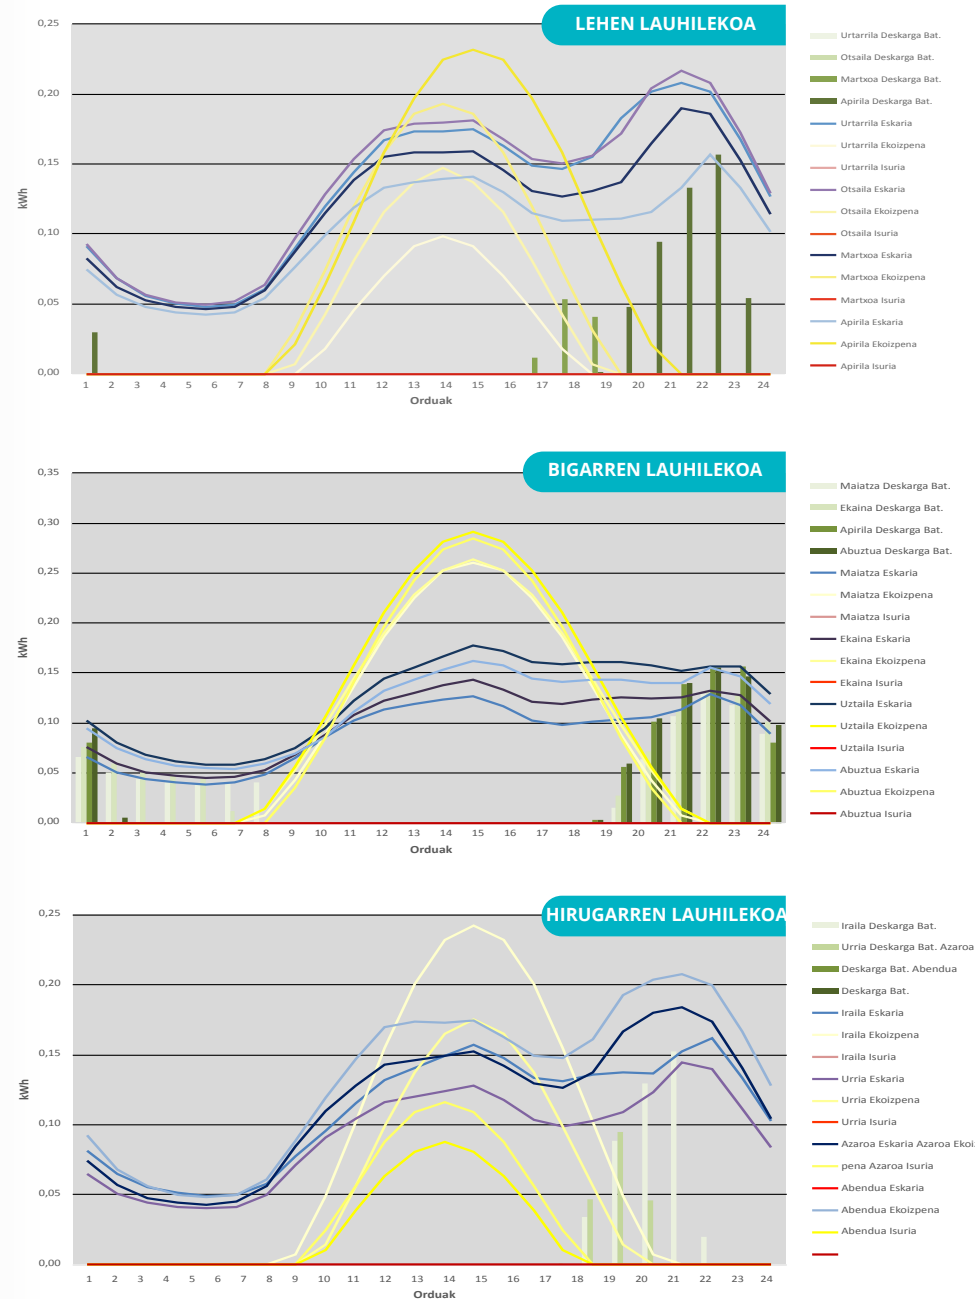 LEHEN LAUHILEKOA
0,25
0,20
0,15
0,10
0,05
0,00
kWh
1 2 3 4 5 6 7 8 9 10 11 12 13 14 15 16 17 18 19 20 21 22 23 24
Orduak
Urtarrila Deskarga Bat.
Otsaila Deskarga Bat.
Martxoa Deskarga Bat.
Apirila Deskarga Bat.
Urtarrila Eskaria
Urtarrila Ekoizpena
Urtarrila Isuria
Otsaila Eskaria
Otsaila Ekoizpena
Otsaila Isuria
Martxoa Eskaria
Martxoa Ekoizpena
Martxoa Isuria
Apirila Eskaria
Apirila Ekoizpena
Apirila Isuria
BIGARREN LAUHILEKOA
0,35
0,30
0,25
0,20
0,15
0,10
0,05
0,00
kWh
1 2 3 4 5 6 7 8 9 10 11 12 13 14 15 16 17 18 19 20 21 22 23 24
Orduak
Maiatza Deskarga Bat.
Ekaina Deskarga Bat.
Apirila Deskarga Bat.
Abuztua Deskarga Bat.
Maiatza Eskaria
Maiatza Ekoizpena
Maiatza Isuria
Ekaina Eskaria
Ekaina Ekoizpena
Ekaina Isuria
Uztaila Eskaria
Uztaila Ekoizpena
Uztaila Isuria
Abuztua Eskaria
Abuztua Ekoizpena
Abuztua Isuria
HIRUGARREN LAUHILEKOA
0,25
0,20
0,15
0,10
0,05
0,00
kWh
1 2 3 4 5 6 7 8 9 10 11 12 13 14 15 16 17 18 19 20 21 22 23 24
Orduak
Iraila Deskarga Bat.
Urria Deskarga Bat. Azaroa
Deskarga Bat. Abendua
Deskarga Bat.
Iraila Eskaria
Iraila Ekoizpena
Iraila Isuria
Urria Eskaria
Urria Ekoizpena
Urria Isuria
Azaroa Eskaria Azaroa Ekoiz
pena Azaroa Isuria
Abendua Eskaria
Abendua Ekoizpena
Abendua Isuria